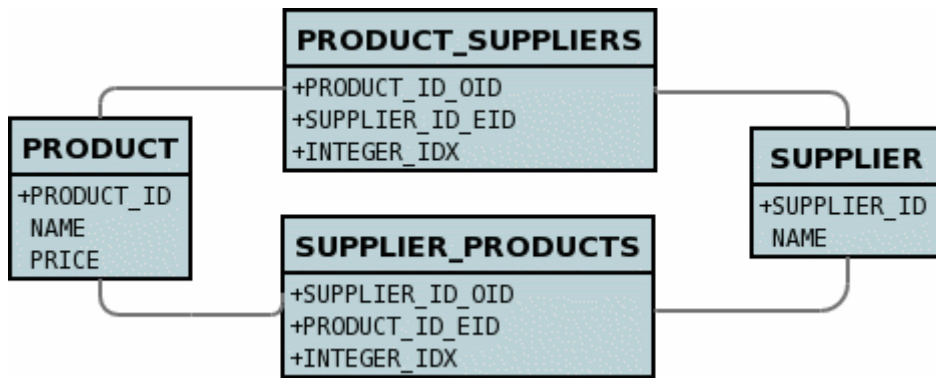 PRODUCT_SUPPLIERS
+PRODUCT_ID_OID
+SUPPLIER_ID_EID
+INTEGER_IDX
PRODUCT
+PRODUCT_ID
NAME
PRICE
SUPPLIER
+SUPPLIER_ID
NAME
SUPPLIER_PRODUCTS
+SUPPLIER_ID_OID
+PRODUCT_ID_EID
+INTEGER_IDX